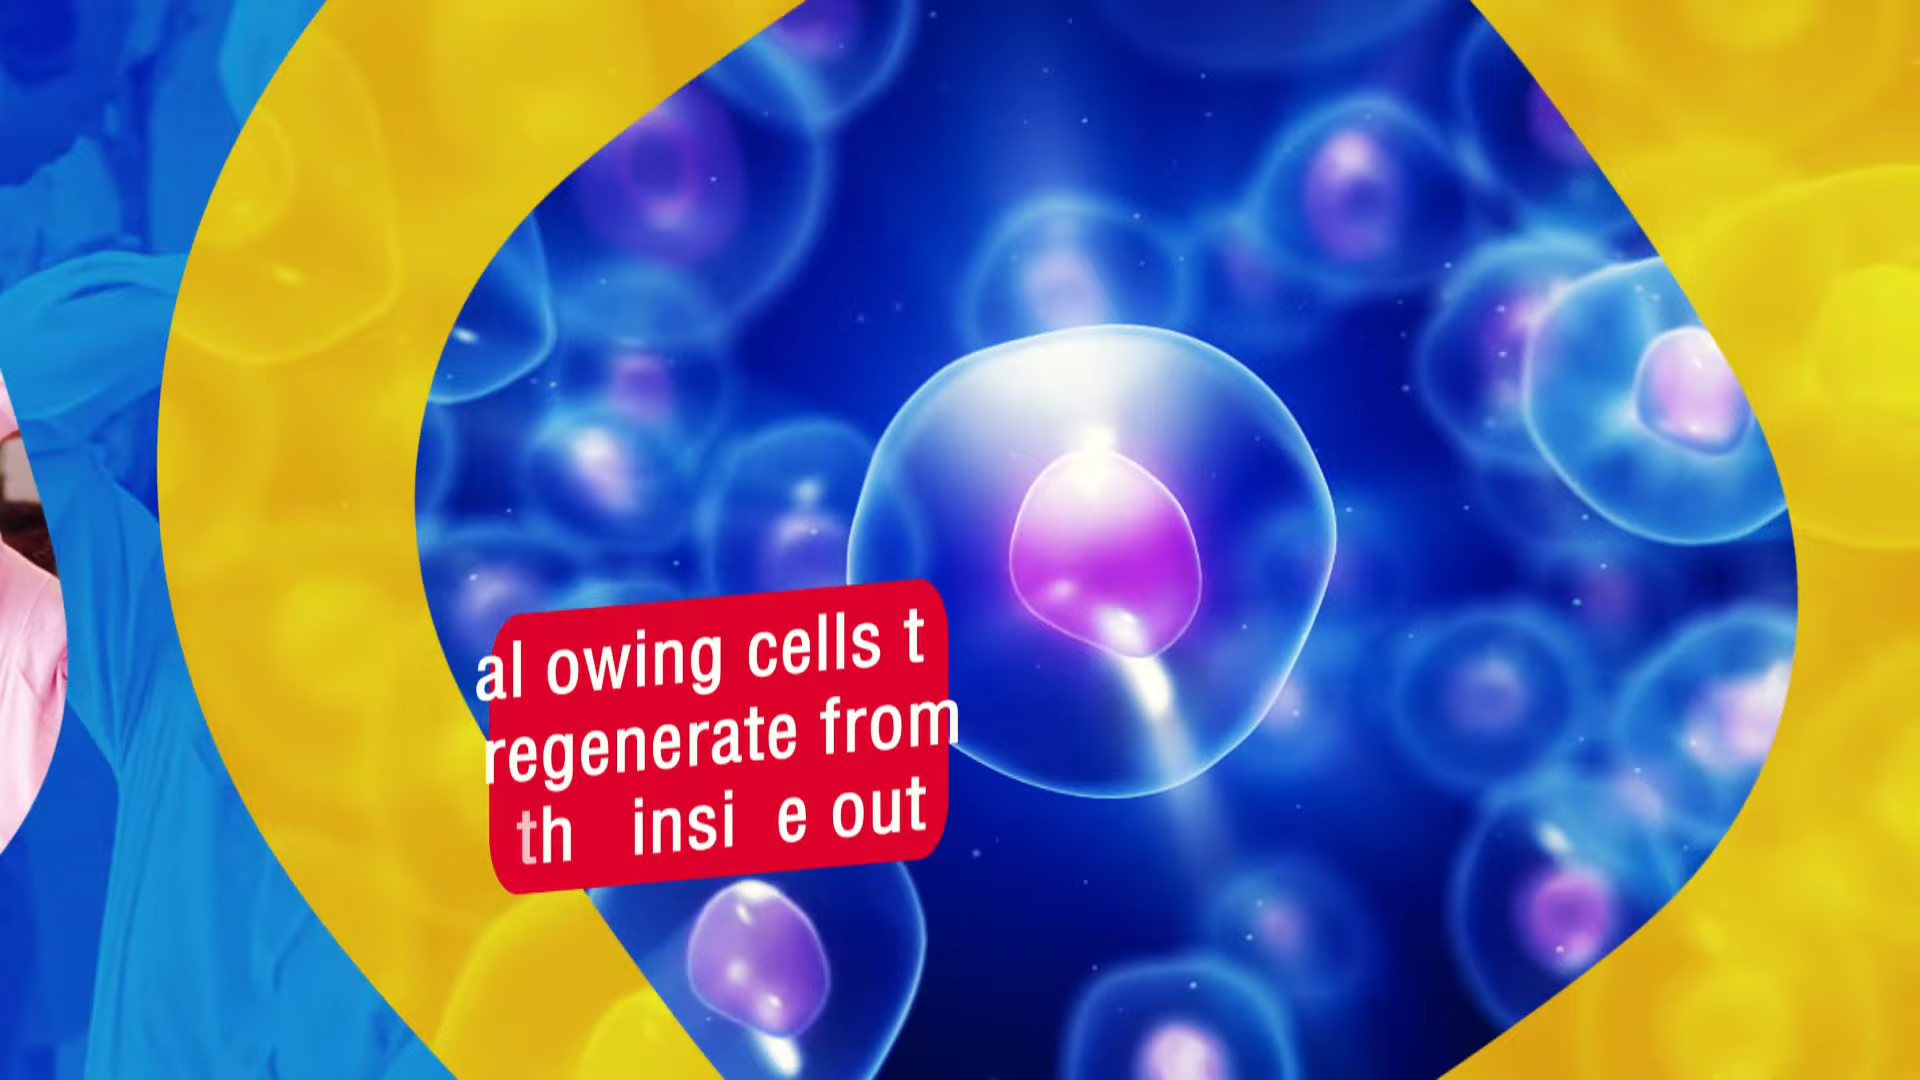 al owing cells t
regenerate from
th insi e out